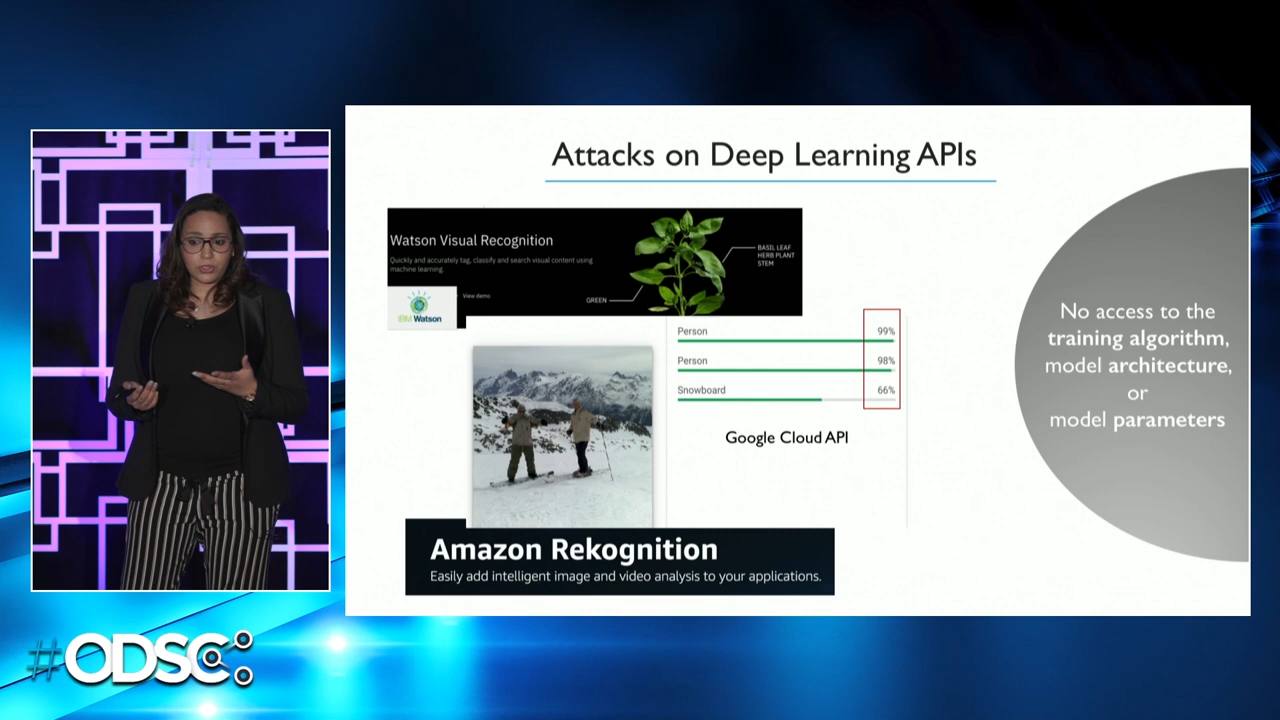 Attacks on Deep Learning APIs
Watson Visual Recognition
Quickly and accurately tag, classify and search visual content using
machine learning.
View demo
IBM Watson
GREEN
BASIL LEAF
HERB PLANT
STEM
Person 99%
Person 98%
Snowboard 66%
Google Cloud API
Amazon Rekognition
Easily add intelligent image and video analysis to your applications.
No access to the
training algorithm,
model architecture,
or
model parameters
#ODSC